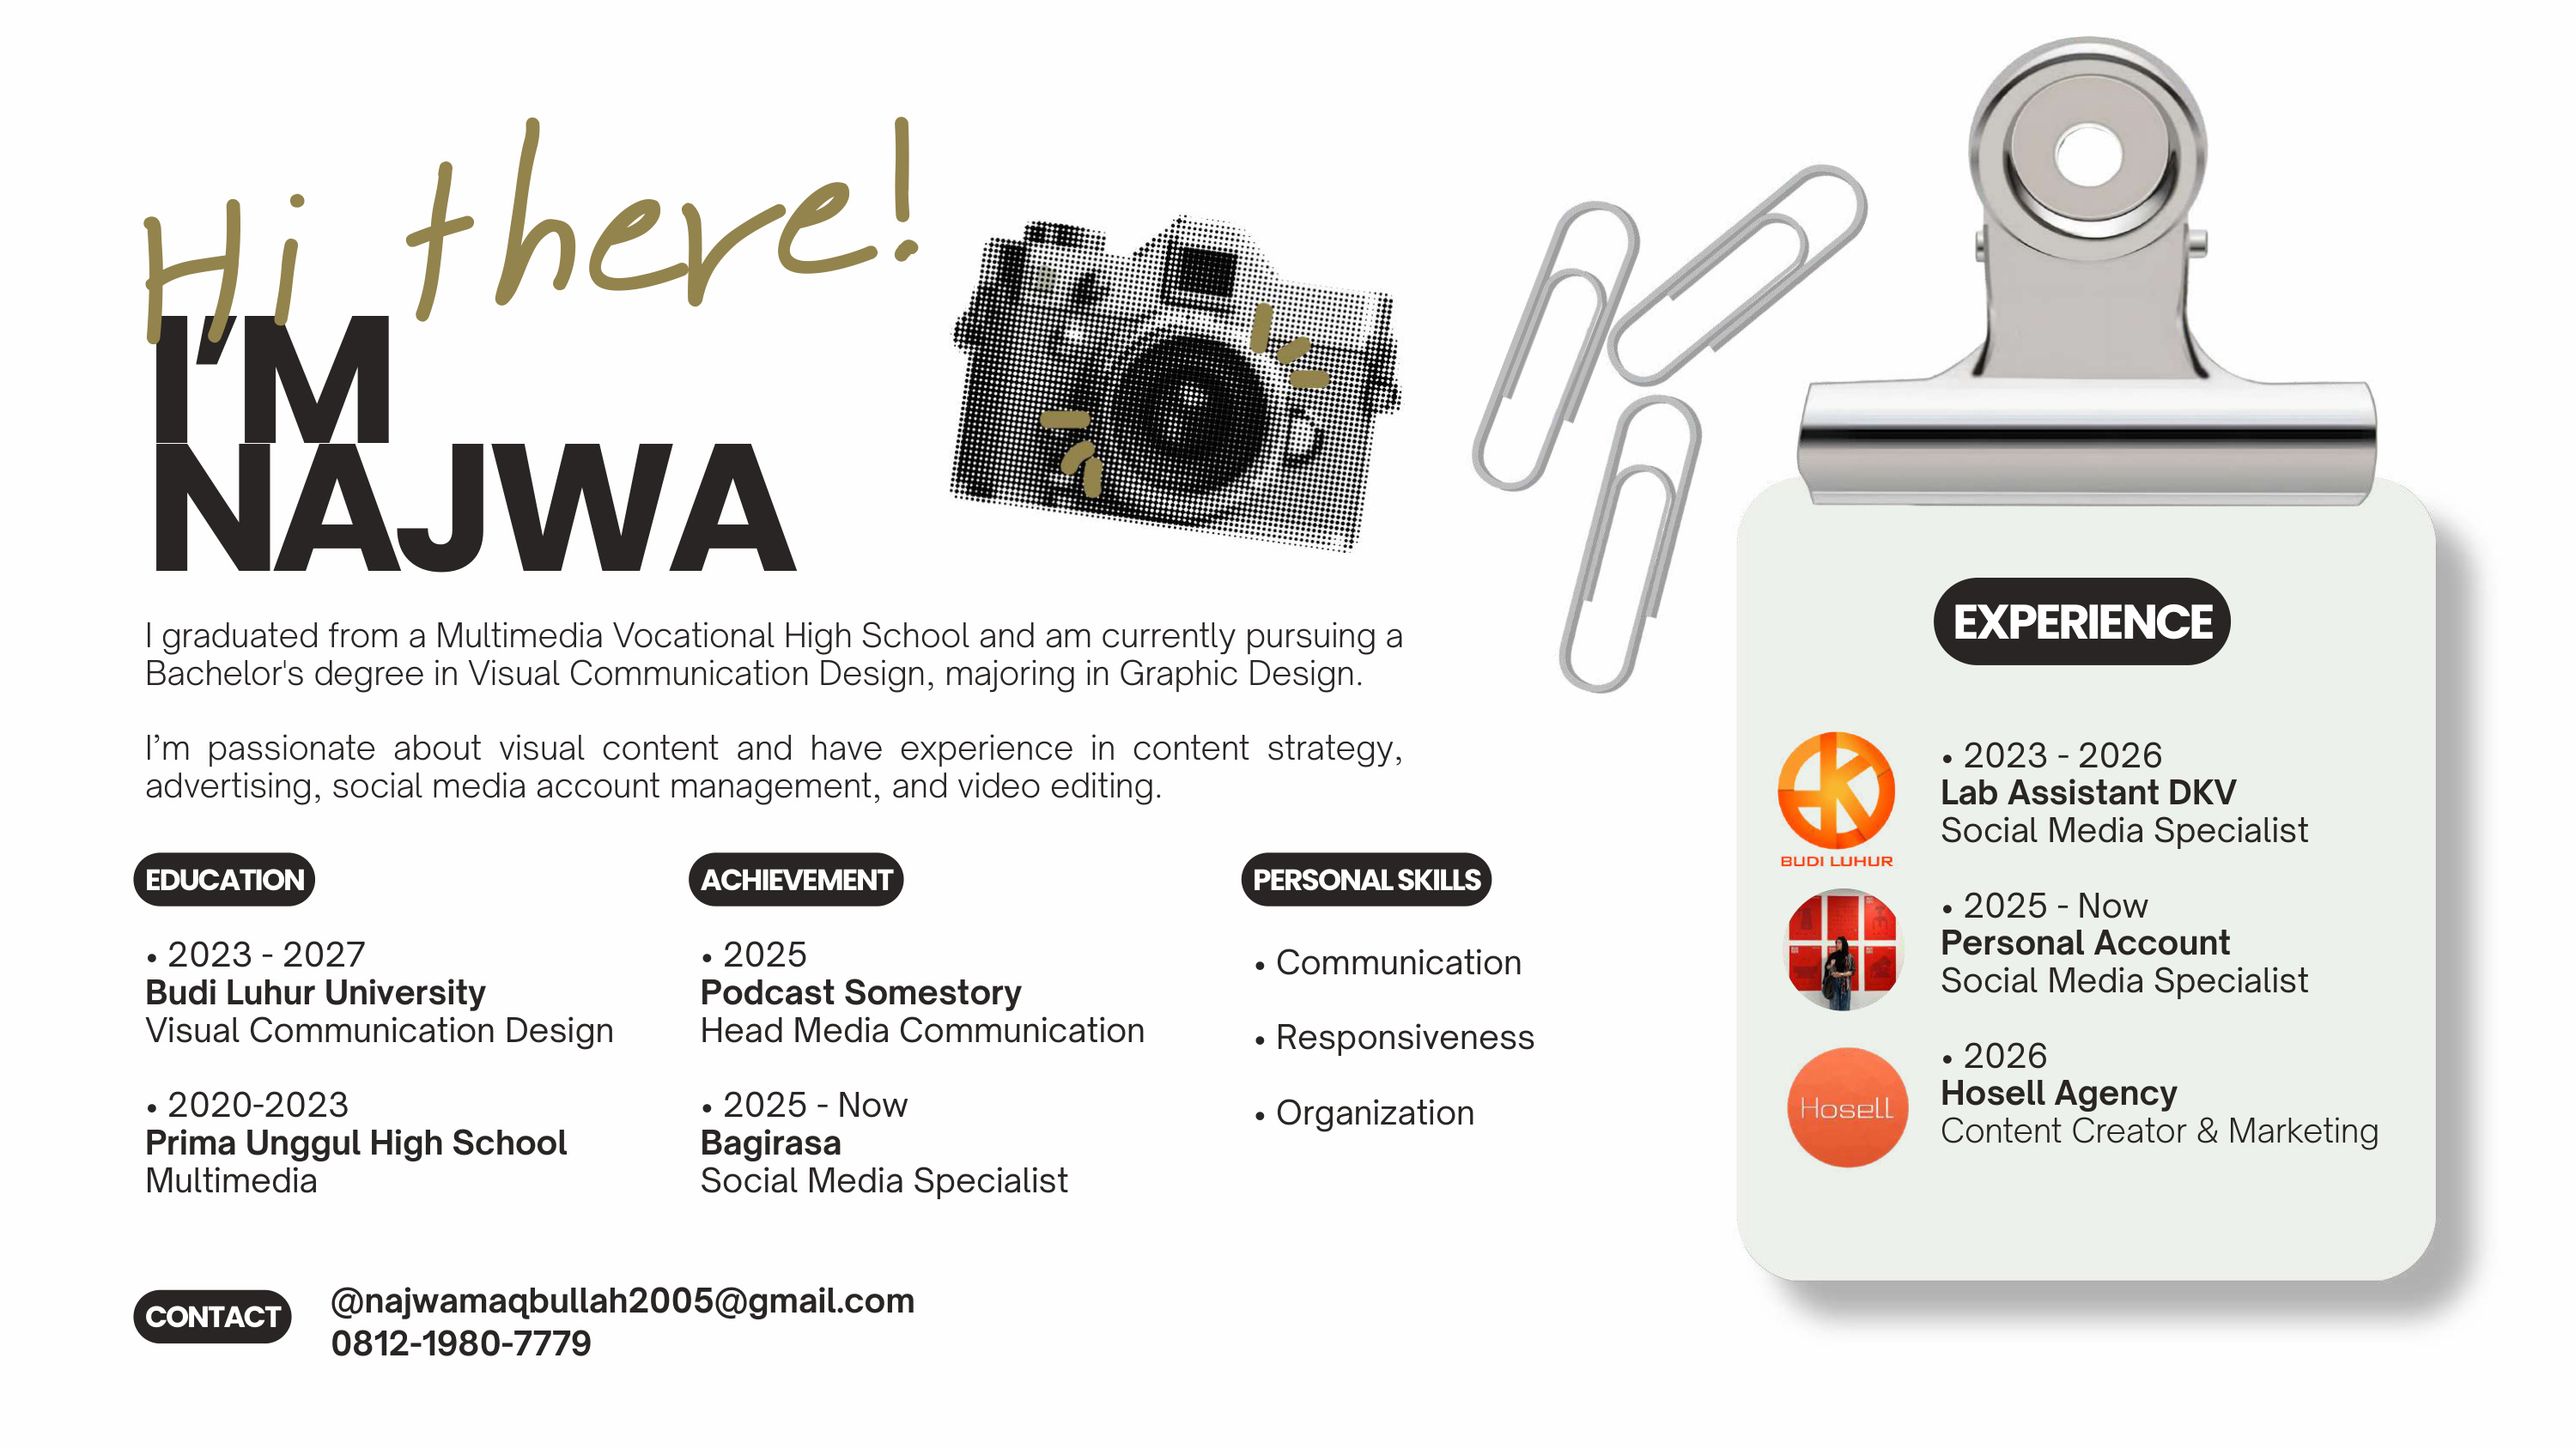 Hi there!
I'M
NAJWA
I graduated from a Multimedia Vocational High School and am currently pursuing a
Bachelor's degree in Visual Communication Design, majoring in Graphic Design.
I'm passionate about visual content and have experience in content strategy,
advertising, social media account management, and video editing.
EDUCATION
• 2023 - 2027
Budi Luhur University
Visual Communication Design
• 2020-2023
Prima Unggul High School
Multimedia
ACHIEVEMENT
• 2025
Podcast Somestory
Head Media Communication
• 2025 - Now
Bagirasa
Social Media Specialist
PERSONAL SKILLS
• Communication
• Responsiveness
• Organization
CONTACT
@najwamaqbullah2005@gmail.com
0812-1980-7779
EXPERIENCE
BUDI LUHUR
• 2023 - 2026
Lab Assistant DKV
Social Media Specialist
• 2025 - Now
Personal Account
Social Media Specialist
Hosell
• 2026
Hosell Agency
Content Creator & Marketing